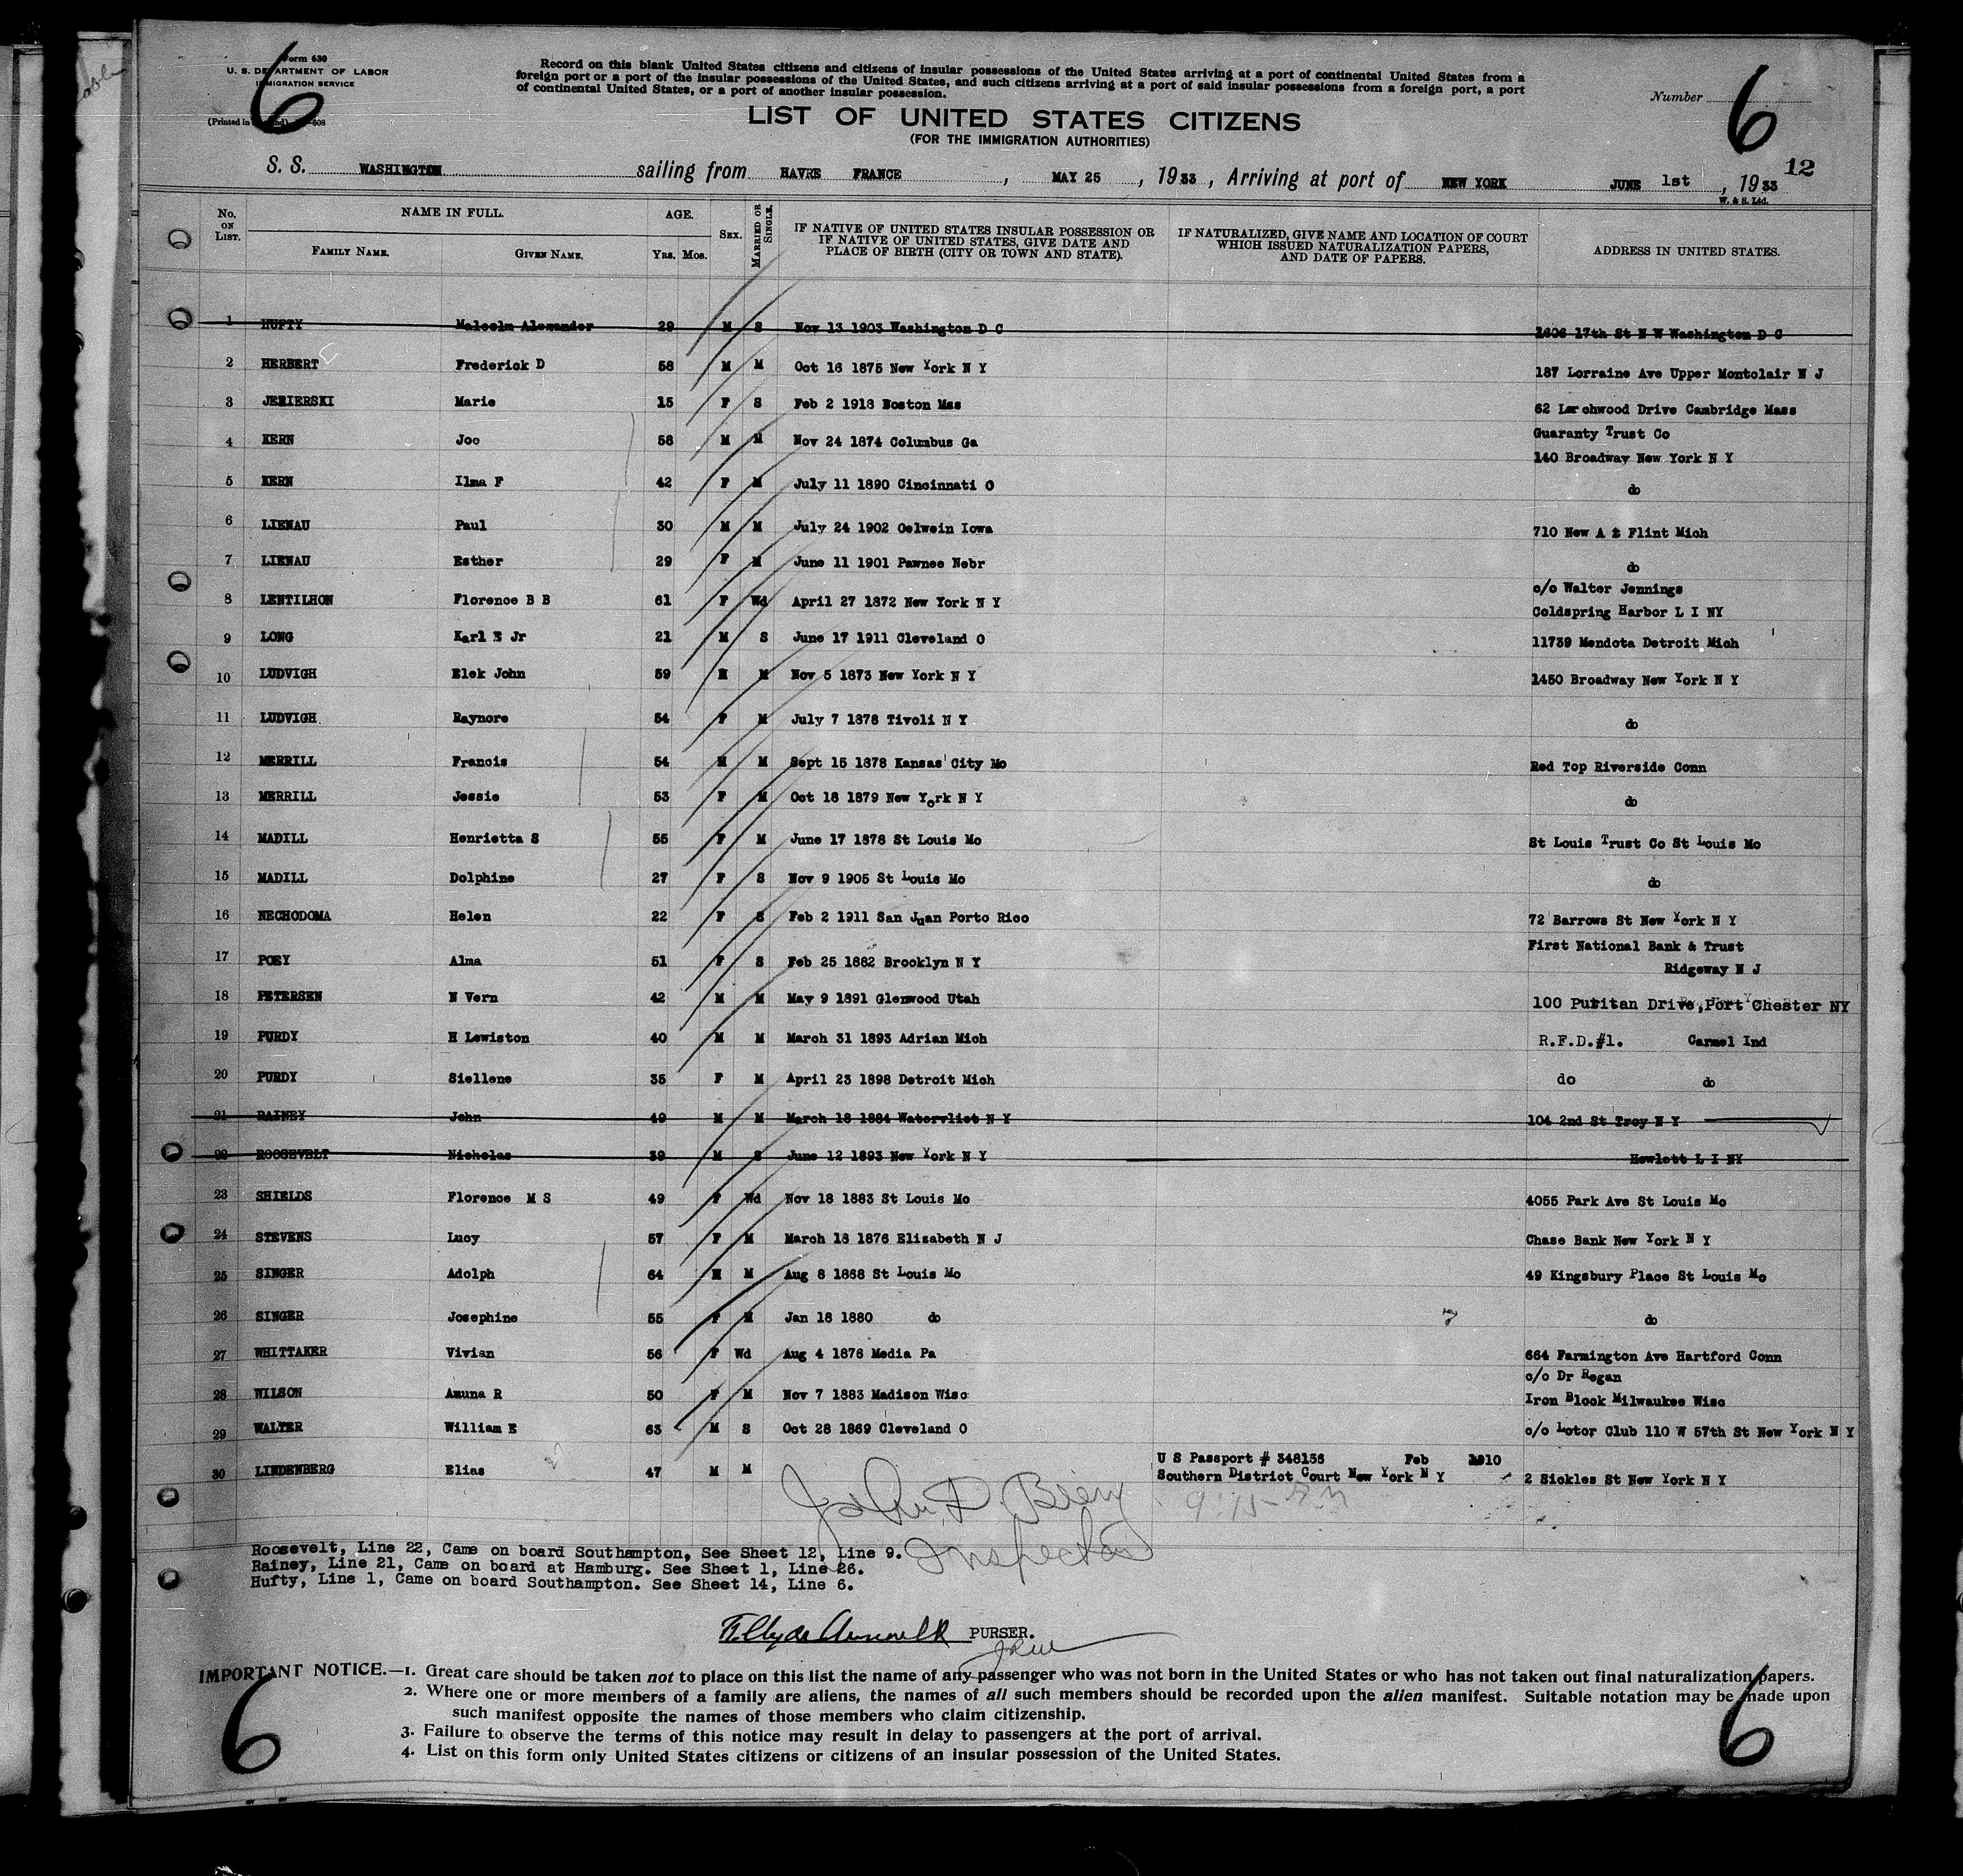 Form 630
U. S. DEPARTMENT OF LABOR
IMMIGRATION SERVICE
6
Record on this blank United States citizens and citizens of insular possessions of the United States arriving at a port of continental United States from a
foreign port or a port of the insular possessions of the United States, and such citizens arriving at a port of said insular possessions from a foreign port, a port
of continental United States, or a port of another insular possession.
Number 6
LIST OF UNITED STATES CITIZENS
(FOR THE IMMIGRATION AUTHORITIES)
12
S. S. WASHINGTON sailing from HAVRE FRANCE, MAY 25, 1933, Arriving at port of NEW YORK JUNE 1st, 1933
W. & S. Ltd.
No. ON LIST. NAME IN FULL. FAMILY NAME. GIVEN NAME. AGE. YRS. MOS. SEX. MARRIED OR SINGLE. IF NATIVE OF UNITED STATES INSULAR POSSESSION OR IF NATIVE OF UNITED STATES, GIVE DATE AND PLACE OF BIRTH (CITY OR TOWN AND STATE). IF NATURALIZED, GIVE NAME AND LOCATION OF COURT WHICH ISSUED NATURALIZATION PAPERS, AND DATE OF PAPERS. ADDRESS IN UNITED STATES.
1 HUFTY Malcolm Alexander 29 M S Nov 13 1903 Washington D C 1606 17th St N W Washington D C
2 HERBERT Frederick D 58 M M Oct 16 1875 New York N Y 187 Lorraine Ave Upper Montclair N J
3 JEZIERSKI Marie 15 F S Feb 2 1918 Boston Mas 62 Larchwood Drive Cambridge Mass
4 KERN Joe 58 M M Nov 24 1874 Columbus Ga Guaranty Trust Co
140 Broadway New York N Y
5 KERN Ilma F 42 F M July 11 1890 Cincinnati O do
6 LIENAU Paul 30 M M July 24 1902 Oelwein Iowa 710 New A t Flint Mich
7 LIENAU Esther 29 F M June 11 1901 Pawnee Nebr do
8 LENTILHON Florence B B 61 F Wd April 27 1872 New York N Y c/o Walter Jennings
Coldspring Harbor L I NY
9 LONG Karl E Jr 21 M S June 17 1911 Cleveland O 11739 Mendota Detroit Mich
10 LUDVIGH Elek John 59 M M Nov 5 1873 New York N Y 1450 Broadway New York N Y
11 LUDVIGH Raynore 54 F M July 7 1878 Tivoli N Y do
12 MERRILL Francis 54 M M Sept 15 1878 Kansas City Mo Red Top Riverside Conn
13 MERRILL Jessie 53 F M Oct 18 1879 New York N Y do
14 MADILL Henrietta S 55 F M June 17 1878 St Louis Mo St Louis Trust Co St Louis Mo
15 MADILL Dolphine 27 F S Nov 9 1905 St Louis Mo do
16 NECHODOMA Helen 22 F S Feb 2 1911 San Juan Porto Rico 72 Barrows St New York N Y
17 POEY Alma 51 F S Feb 25 1882 Brooklyn N Y First National Bank & Trust
Ridgeway N J
18 PETERSEN N Vern 42 M M May 9 1891 Glenwood Utah 100 Puritan Drive, Port Chester NY
19 PURDY H Lewiston 40 M M March 31 1893 Adrian Mich R.F.D.#1. Carmel Ind
20 PURDY Siellene 35 F M April 23 1898 Detroit Mich do do
21 RAINEY John 49 M M March 18 1884 Watervliet N Y 104 2nd St Troy N Y
22 ROOSEVELT Nicholas 39 M S June 12 1893 New York N Y Hewlett L I NY
23 SHIELDS Florence M S 49 F Wd Nov 18 1883 St Louis Mo 4055 Park Ave St Louis Mo
24 STEVENS Lucy 57 F M March 18 1876 Elizabeth N J Chase Bank New York N Y
25 SINGER Adolph 64 M M Aug 8 1868 St Louis Mo 49 Kingsbury Place St Louis Mo
26 SINGER Josephine 55 F M Jan 18 1880 do do
27 WHITTAKER Vivian 56 F Wd Aug 4 1876 Media Pa 664 Farmington Ave Hartford Conn
28 WILSON Amuna R 50 F M Nov 7 1883 Madison Wisc c/o Dr Regan
Iron Block Milwaukee Wisc
29 WALTER William E 63 M S Oct 28 1869 Cleveland O c/o Lotor Club 110 W 57th St New York N Y
30 LINDENBERG Elias 47 M M U S Passport # 348156 Feb 1910
Southern District Court New York N Y 2 Sickles St New York N Y
John D. Bieny
Inspector
9:15 AM
Roosevelt, Line 22, Came on board Southampton, See Sheet 12, Line 9.
Rainey, Line 21, Came on board at Hamburg. See Sheet 1, Line 26.
Hufty, Line 1, Came on board Southampton. See Sheet 14, Line 6.
PURSER.
IMPORTANT NOTICE.—1. Great care should be taken not to place on this list the name of any passenger who was not born in the United States or who has not taken out final naturalization papers.
2. Where one or more members of a family are aliens, the names of all such members should be recorded upon the alien manifest. Suitable notation may be made upon
such manifest opposite the names of those members who claim citizenship.
3. Failure to observe the terms of this notice may result in delay to passengers at the port of arrival.
4. List on this form only United States citizens or citizens of an insular possession of the United States.
6 6